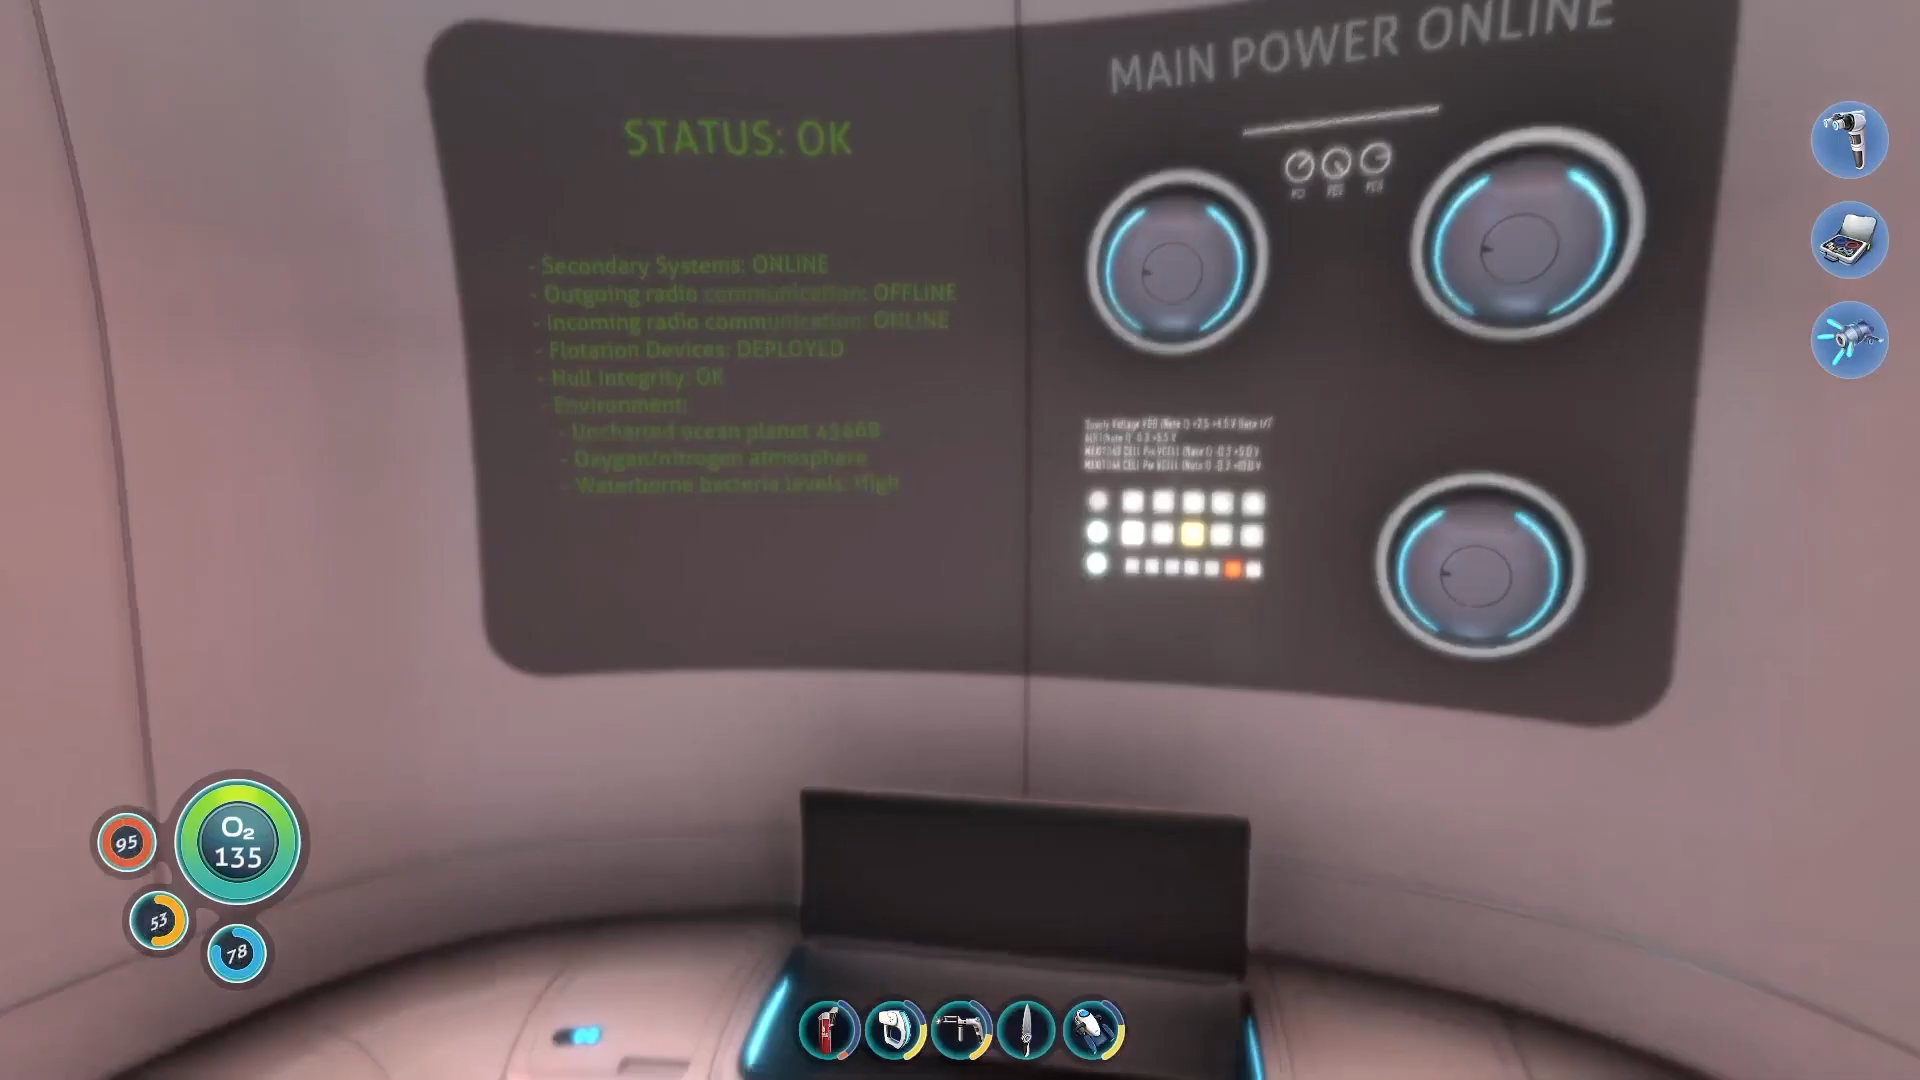 MAIN POWER ONLINE
STATUS: OK
- Secondary Systems: ONLINE
- Outgoing radio communication: OFFLINE
- Incoming radio communication: ONLINE
- Flotation Devices: DEPLOYED
- Hull Integrity: OK
- Environment:
- Uncharted ocean planet 4546B
- Oxygen/nitrogen atmosphere
- Waterborne bacteria levels: High
O₂
135
95
53
78